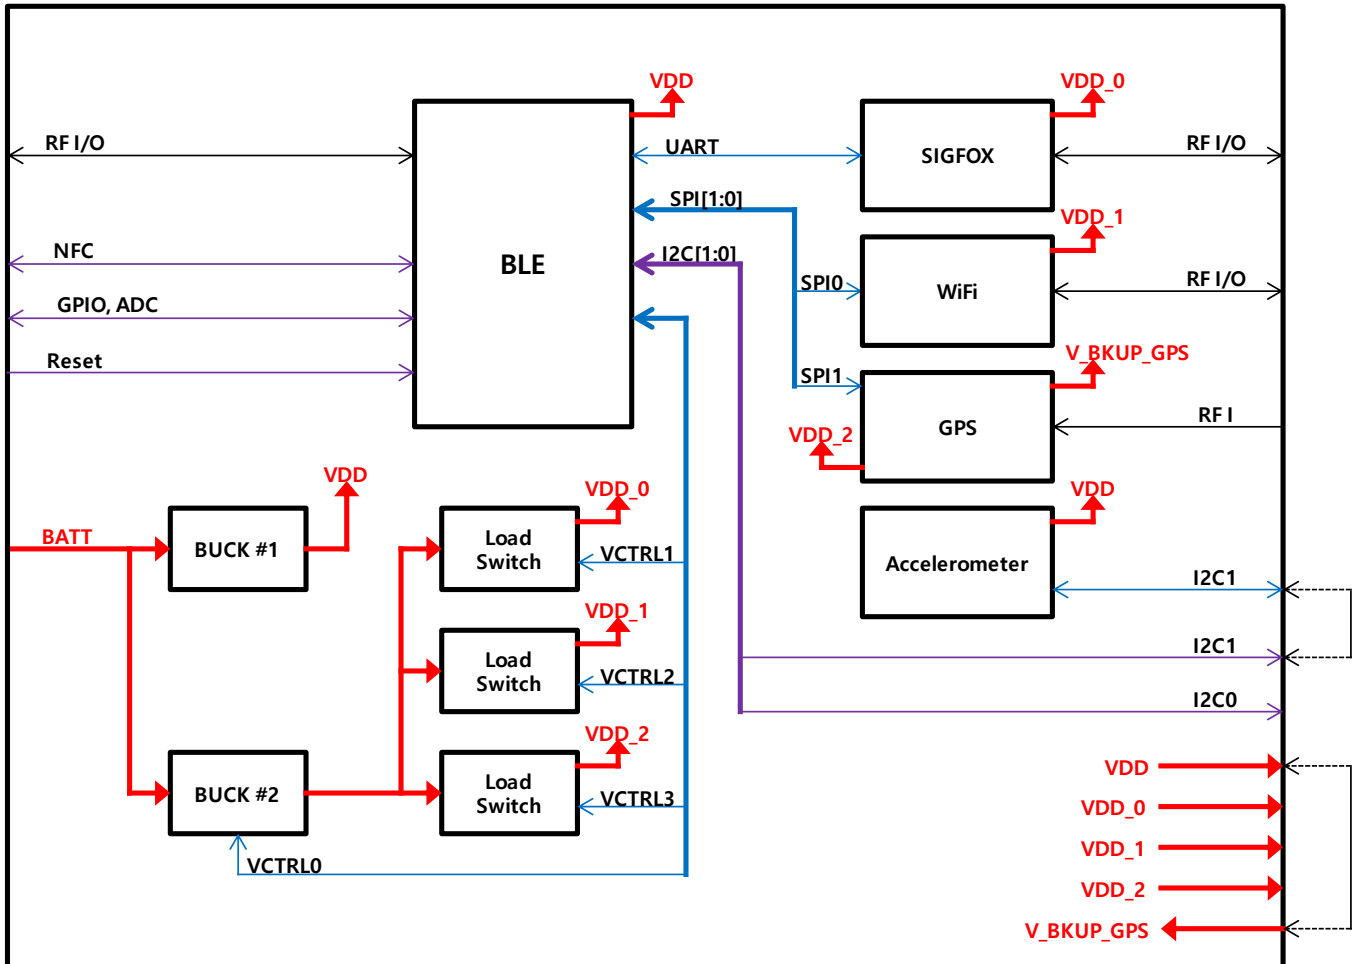 VDD
VDD_0
RF I/O
UART
SIGFOX
RF I/O
SPI[1:0]
VDD_1
NFC
BLE
I2C[1:0]
SPI0
WiFi
RF I/O
GPIO, ADC
V_BKUP_GPS
Reset
SPI1
GPS
RF I
VDD_2
VDD
VDD_0
VDD
BATT
BUCK #1
Load
Switch
VCTRL1
Accelerometer
I2C1
VDD_1
Load
Switch
VCTRL2
I2C1
I2C0
VDD_2
BUCK #2
Load
Switch
VCTRL3
VCTRL0
VDD
VDD_0
VDD_1
VDD_2
V_BKUP_GPS